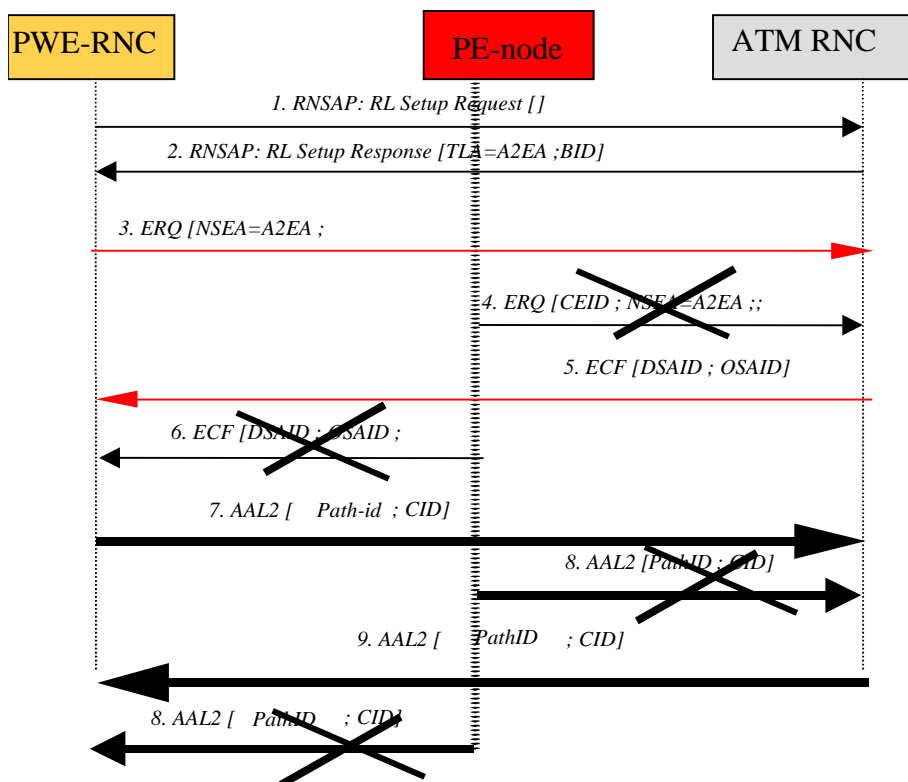 PWE-RNC
PE-node
ATM RNC
1. RNSAP: RL Setup Request []
2. RNSAP: RL Setup Response [TLA=A2EA ;BID]
3. ERQ [NSEA=A2EA ;
4. ERQ [CEID ; NSEA=A2EA ;;
5. ECF [DSAID ; OSAID]
6. ECF [DSAID ; OSAID ;
7. AAL2 [ Path-id ; CID]
8. AAL2 [PathID ; CID]
9. AAL2 [ PathID ; CID]
8. AAL2 [ PathID ; CID]